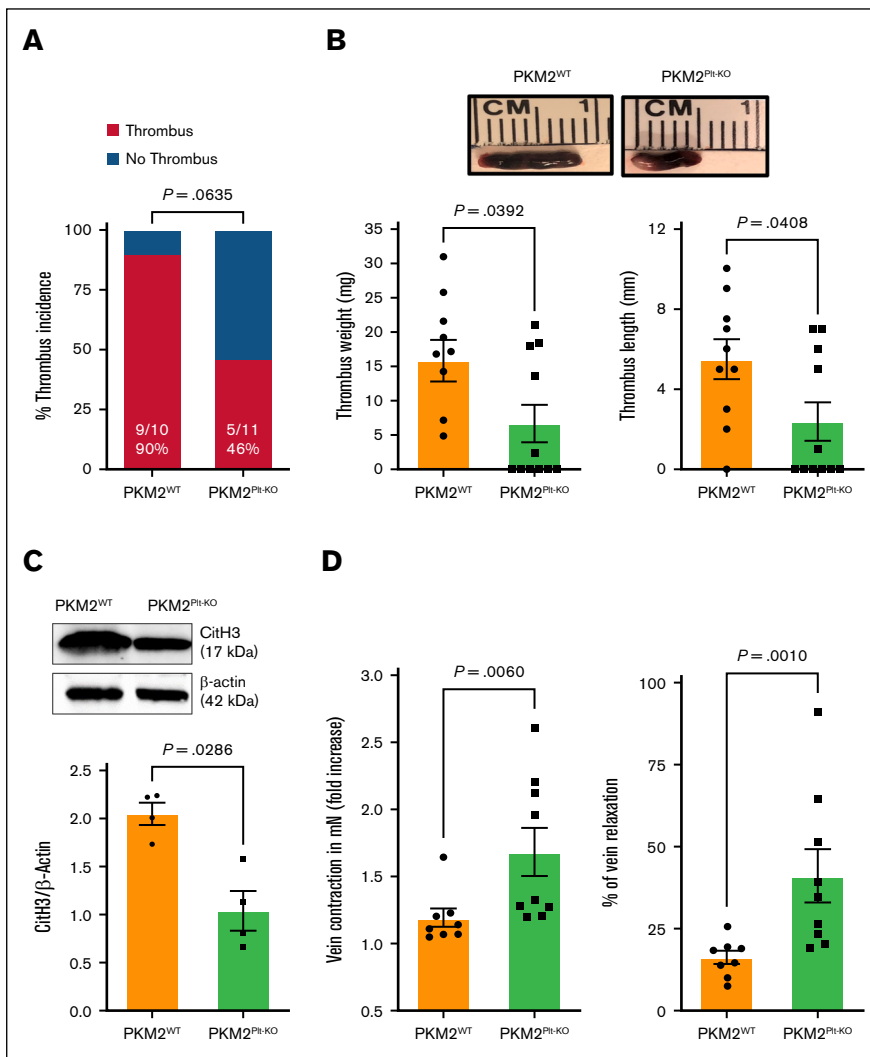 A
Thrombus
No Thrombus
P = .0635
% Thrombus incidence
100
75
50
25
0
9/10
90%
5/11
46%
PKM2WT
PKM2Plt-KO
B
PKM2WT
PKM2Plt-KO
CM 1
CM 1
P = .0392
Thrombus weight (mg)
35
30
25
20
15
10
5
0
PKM2WT
PKM2Plt-KO
P = .0408
Thrombus length (mm)
12
8
4
0
PKM2WT
PKM2Plt-KO
C
PKM2WT
PKM2Plt-KO
CitH3
(17 kDa)
β-actin
(42 kDa)
P = .0286
CitH3/β-Actin
2.5
2.0
1.5
1.0
0.5
0.0
PKM2WT
PKM2Plt-KO
D
P = .0060
Vein contraction in mN (fold increase)
3.0
2.5
2.0
1.5
1.0
0.5
PKM2WT
PKM2Plt-KO
P = .0010
% of vein relaxation
100
75
50
25
0
PKM2WT
PKM2Plt-KO